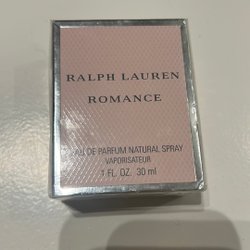 RALPH LAUREN
ROMANCE
EAU DE PARFUM NATURAL SPRAY
VAPORISATEUR
1 FL. OZ. 30 ml